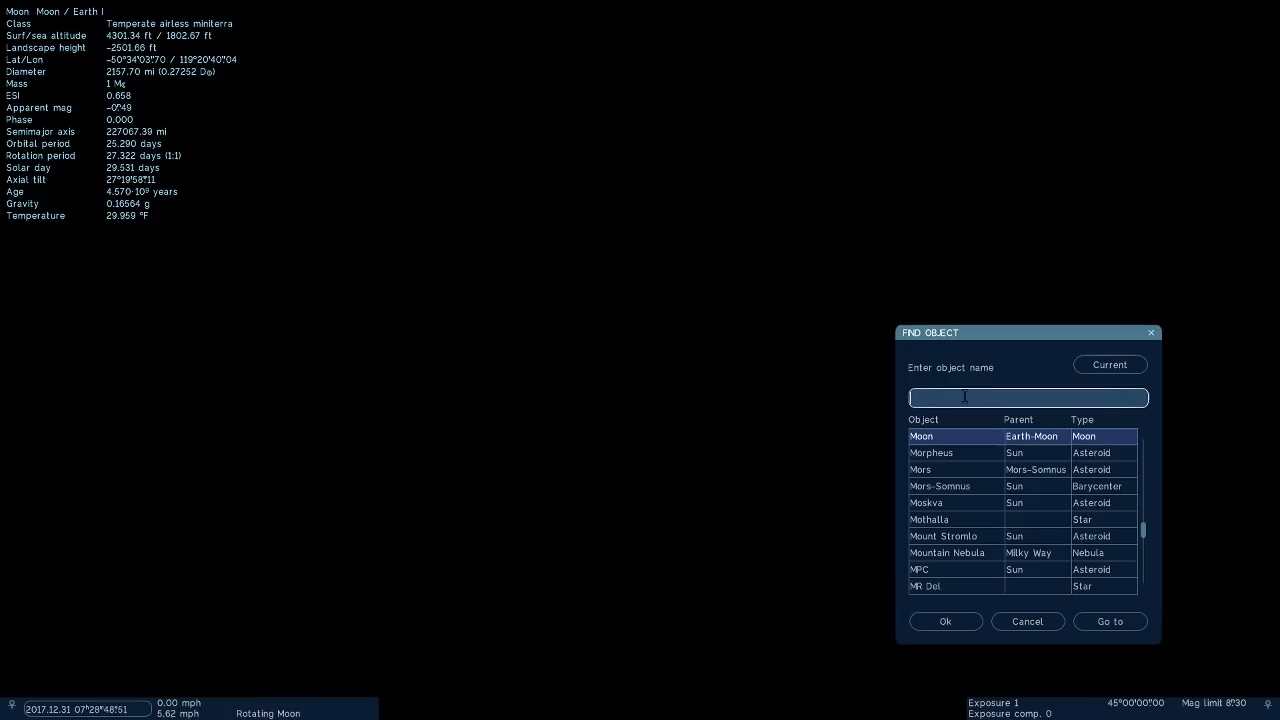 Moon Moon / Earth I
Class Temperate airless miniterra
Surf/sea altitude 4301.34 ft / 1802.67 ft
Landscape height -2501.66 ft
Lat/Lon -50°34'03"70 / 119°20'40"04
Diameter 2157.70 mi (0.27252 D⊕)
Mass 1 M☾
ESI 0.658
Apparent mag -0ᵐ49
Phase 0.000
Semimajor axis 227067.39 mi
Orbital period 25.290 days
Rotation period 27.322 days (1:1)
Solar day 29.531 days
Axial tilt 27°19'58"11
Age 4.570·10⁹ years
Gravity 0.16564 g
Temperature 29.959 °F
FIND OBJECT
Enter object name Current
Object Parent Type
Moon Earth-Moon Moon
Morpheus Sun Asteroid
Mors Mors-Somnus Asteroid
Mors-Somnus Sun Barycenter
Moskva Sun Asteroid
Mothalla Star
Mount Stromlo Sun Asteroid
Mountain Nebula Milky Way Nebula
MPC Sun Asteroid
MR Del Star
Ok Cancel Go to
2017.12.31 07:28:48.51 0.00 mph
5.62 mph Rotating Moon
Exposure 1 45°00'00"00 Mag limit 8ᵐ30
Exposure comp. 0